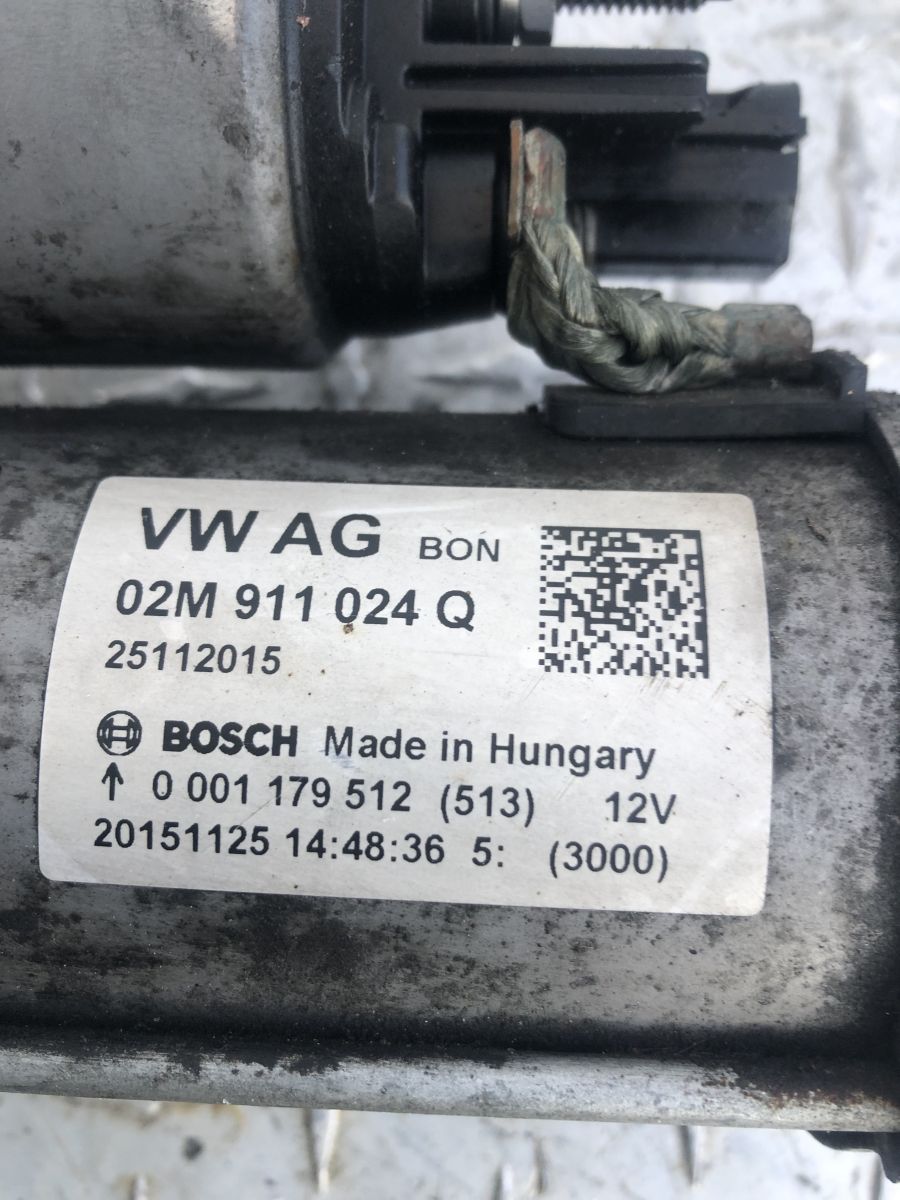 VW AG BON
02M 911 024 Q
25112015
BOSCH Made in Hungary
↑ 0 001 179 512 (513) 12V
20151125 14:48:36 5: (3000)